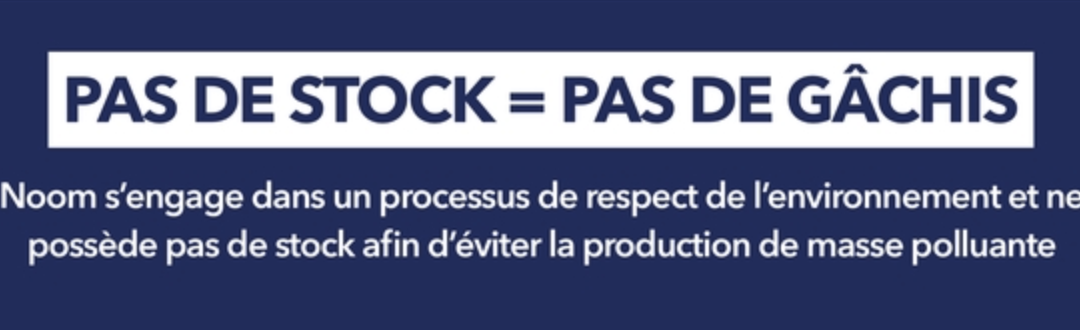 PAS DE STOCK = PAS DE GÂCHIS
Noom s'engage dans un processus de respect de l'environnement et ne
possède pas de stock afin d'éviter la production de masse polluante